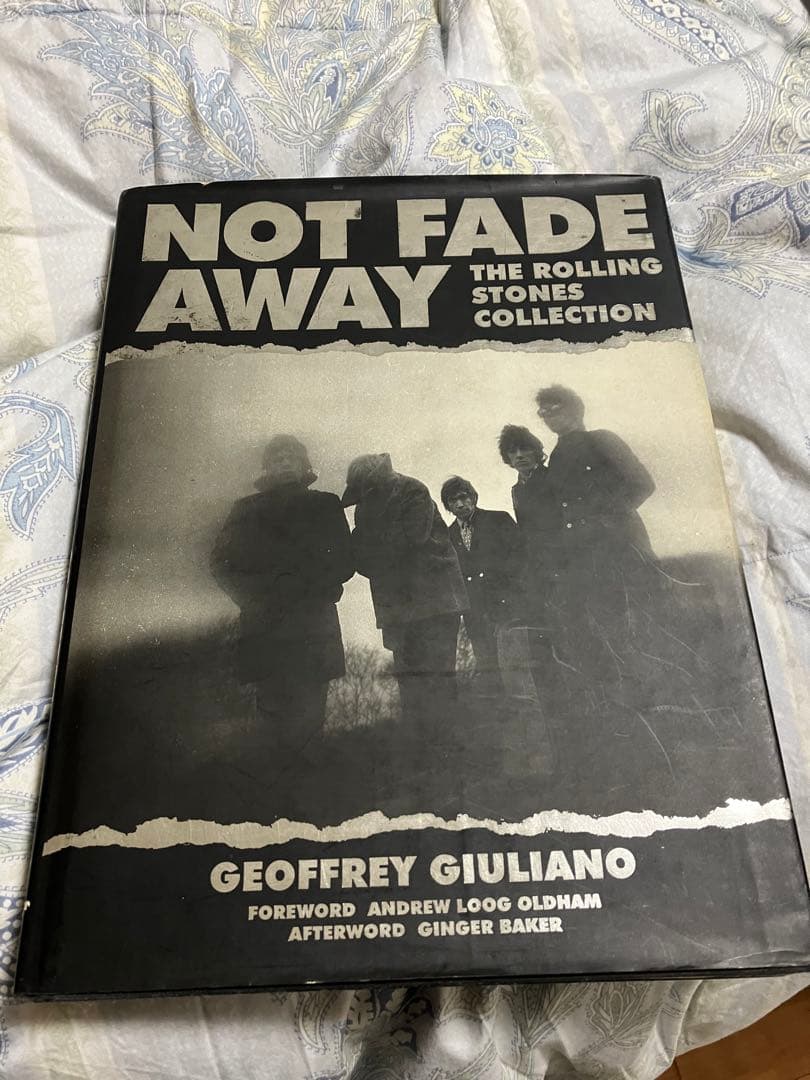 NOT FADE
AWAY
THE ROLLING
STONES
COLLECTION
GEOFFREY GIULIANO
FOREWORD ANDREW LOOG OLDHAM
AFTERWORD GINGER BAKER